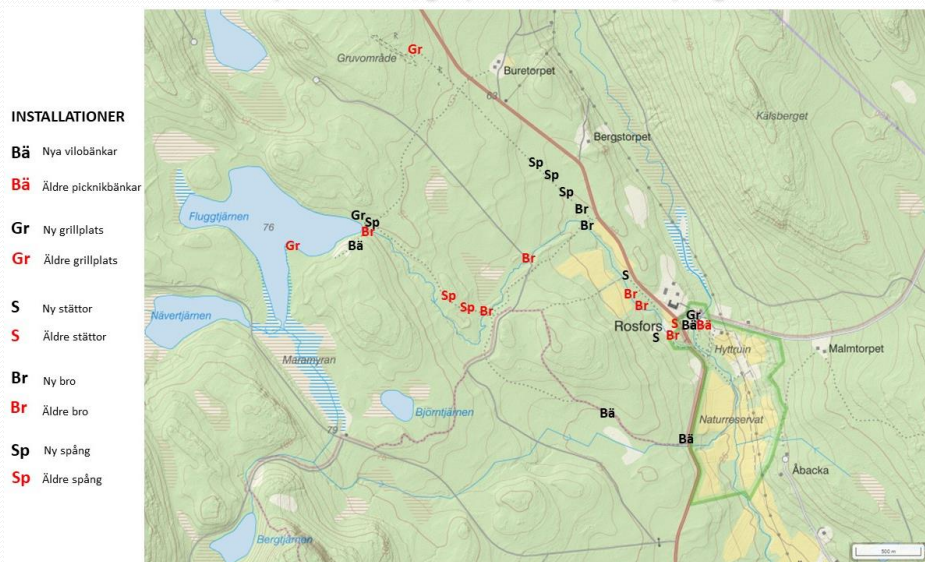 INSTALLATIONER
Bä Nya vilobänkar
Bä Äldre picknikbänkar
Gr Ny grillplats
Gr Äldre grillplats
S Ny stättor
S Äldre stättor
Br Ny bro
Br Äldre bro
Sp Ny spång
Sp Äldre spång
Gr
Gruvområde
Buretorpet
63
Kälsberget
Bergstorpet
Sp
Sp
Sp
Br
Br
Fluggtjärnen
76
Gr
Sp
Br
Bä
Gr
Br
S
Sp
Sp
Br
Br
Br
Nävertjärnen
Rosfors
S
Gr
S
Bä
Bä
Br
Hyttruin
Malmtorpet
Maramyran
Björntjärnen
79
Bä
Naturreservat
Bä
Åbacka
Bergtjärnen
500 m